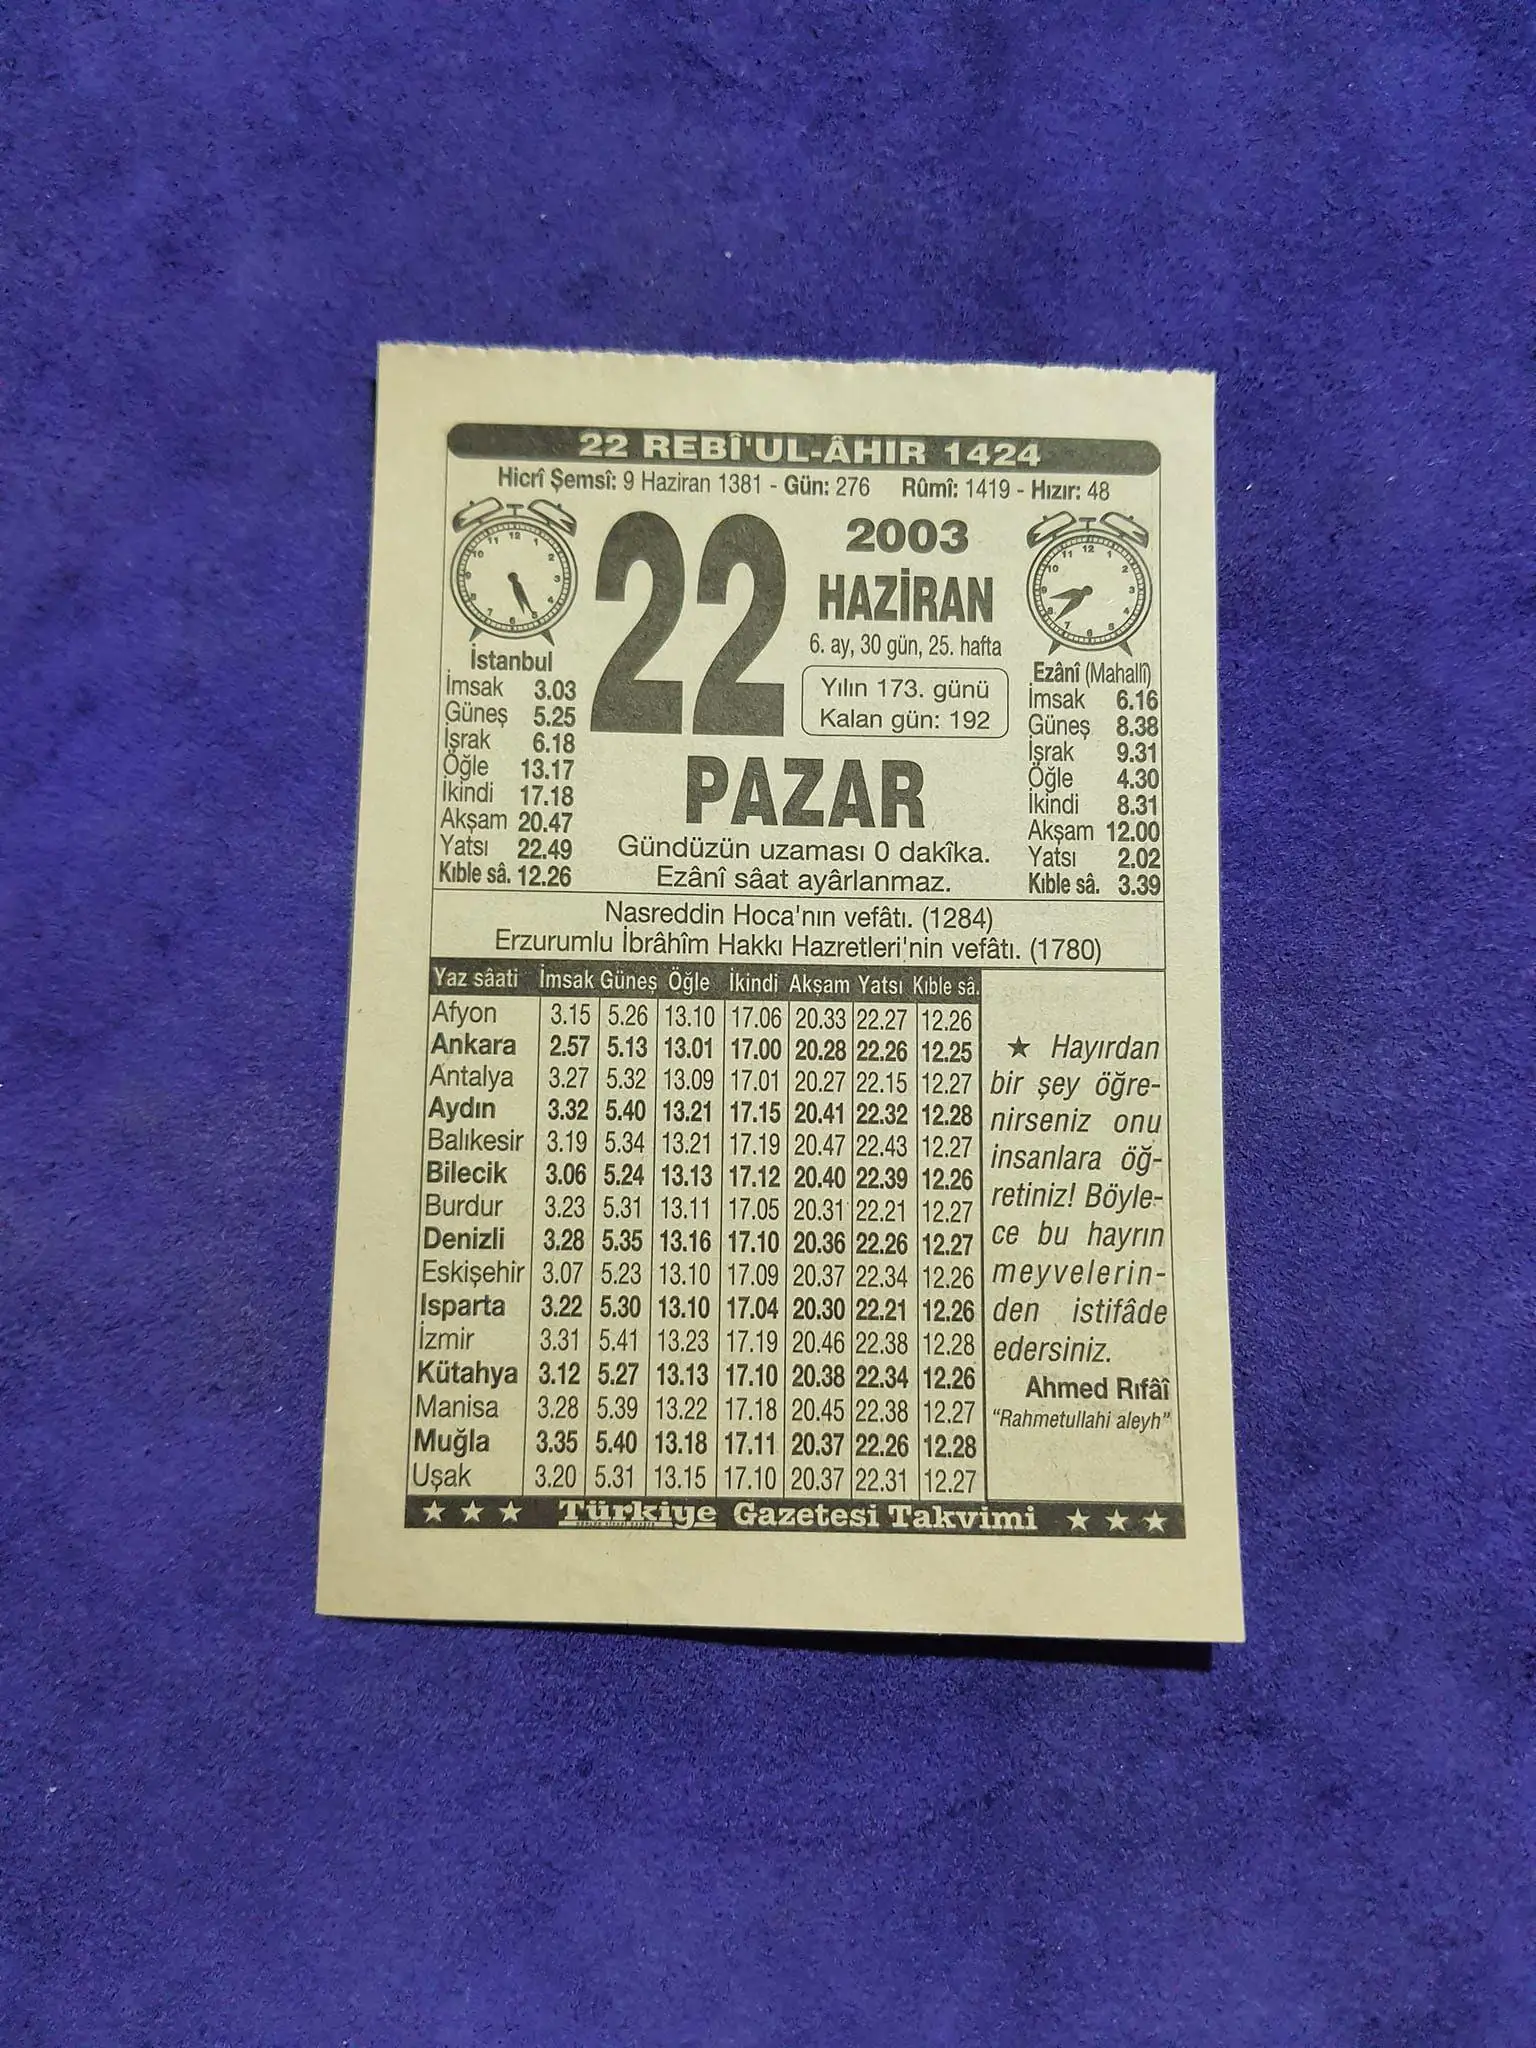 22 REBÎ'UL-ÂHIR 1424
Hicrî Şemsî: 9 Haziran 1381 - Gün: 276 Rûmî: 1419 - Hızır: 48
22
2003
HAZİRAN
6. ay, 30 gün, 25. hafta
Yılın 173. günü
Kalan gün: 192
PAZAR
Gündüzün uzaması 0 dakîka.
Ezânî sâat ayârlanmaz.
İstanbul
İmsak 3.03
Güneş 5.25
İşrak 6.18
Öğle 13.17
İkindi 17.18
Akşam 20.47
Yatsı 22.49
Kıble sâ. 12.26
Ezânî (Mahallî)
İmsak 6.16
Güneş 8.38
İşrak 9.31
Öğle 4.30
İkindi 8.31
Akşam 12.00
Yatsı 2.02
Kıble sâ. 3.39
Nasreddin Hoca'nın vefâtı. (1284)
Erzurumlu İbrâhîm Hakkı Hazretleri'nin vefâtı. (1780)
Yaz sâati İmsak Güneş Öğle İkindi Akşam Yatsı Kıble sâ.
Afyon 3.15 5.26 13.10 17.06 20.33 22.27 12.26
Ankara 2.57 5.13 13.01 17.00 20.28 22.26 12.25
Antalya 3.27 5.32 13.09 17.01 20.27 22.15 12.27
Aydın 3.32 5.40 13.21 17.15 20.41 22.32 12.28
Balıkesir 3.19 5.34 13.21 17.19 20.47 22.43 12.27
Bilecik 3.06 5.24 13.13 17.12 20.40 22.39 12.26
Burdur 3.23 5.31 13.11 17.05 20.31 22.21 12.27
Denizli 3.28 5.35 13.16 17.10 20.36 22.26 12.27
Eskişehir 3.07 5.23 13.10 17.09 20.37 22.34 12.26
Isparta 3.22 5.30 13.10 17.04 20.30 22.21 12.26
İzmir 3.31 5.41 13.23 17.19 20.46 22.38 12.28
Kütahya 3.12 5.27 13.13 17.10 20.38 22.34 12.26
Manisa 3.28 5.39 13.22 17.18 20.45 22.38 12.27
Muğla 3.35 5.40 13.18 17.11 20.37 22.26 12.28
Uşak 3.20 5.31 13.15 17.10 20.37 22.31 12.27
★ Hayırdan
bir şey öğre-
nirseniz onu
insanlara öğ-
retiniz! Böyle-
ce bu hayrın
meyvelerin-
den istifâde
edersiniz.
Ahmed Rıfâî
"Rahmetullahi aleyh"
★ ★ ★ Türkiye Gazetesi Takvimi ★ ★ ★